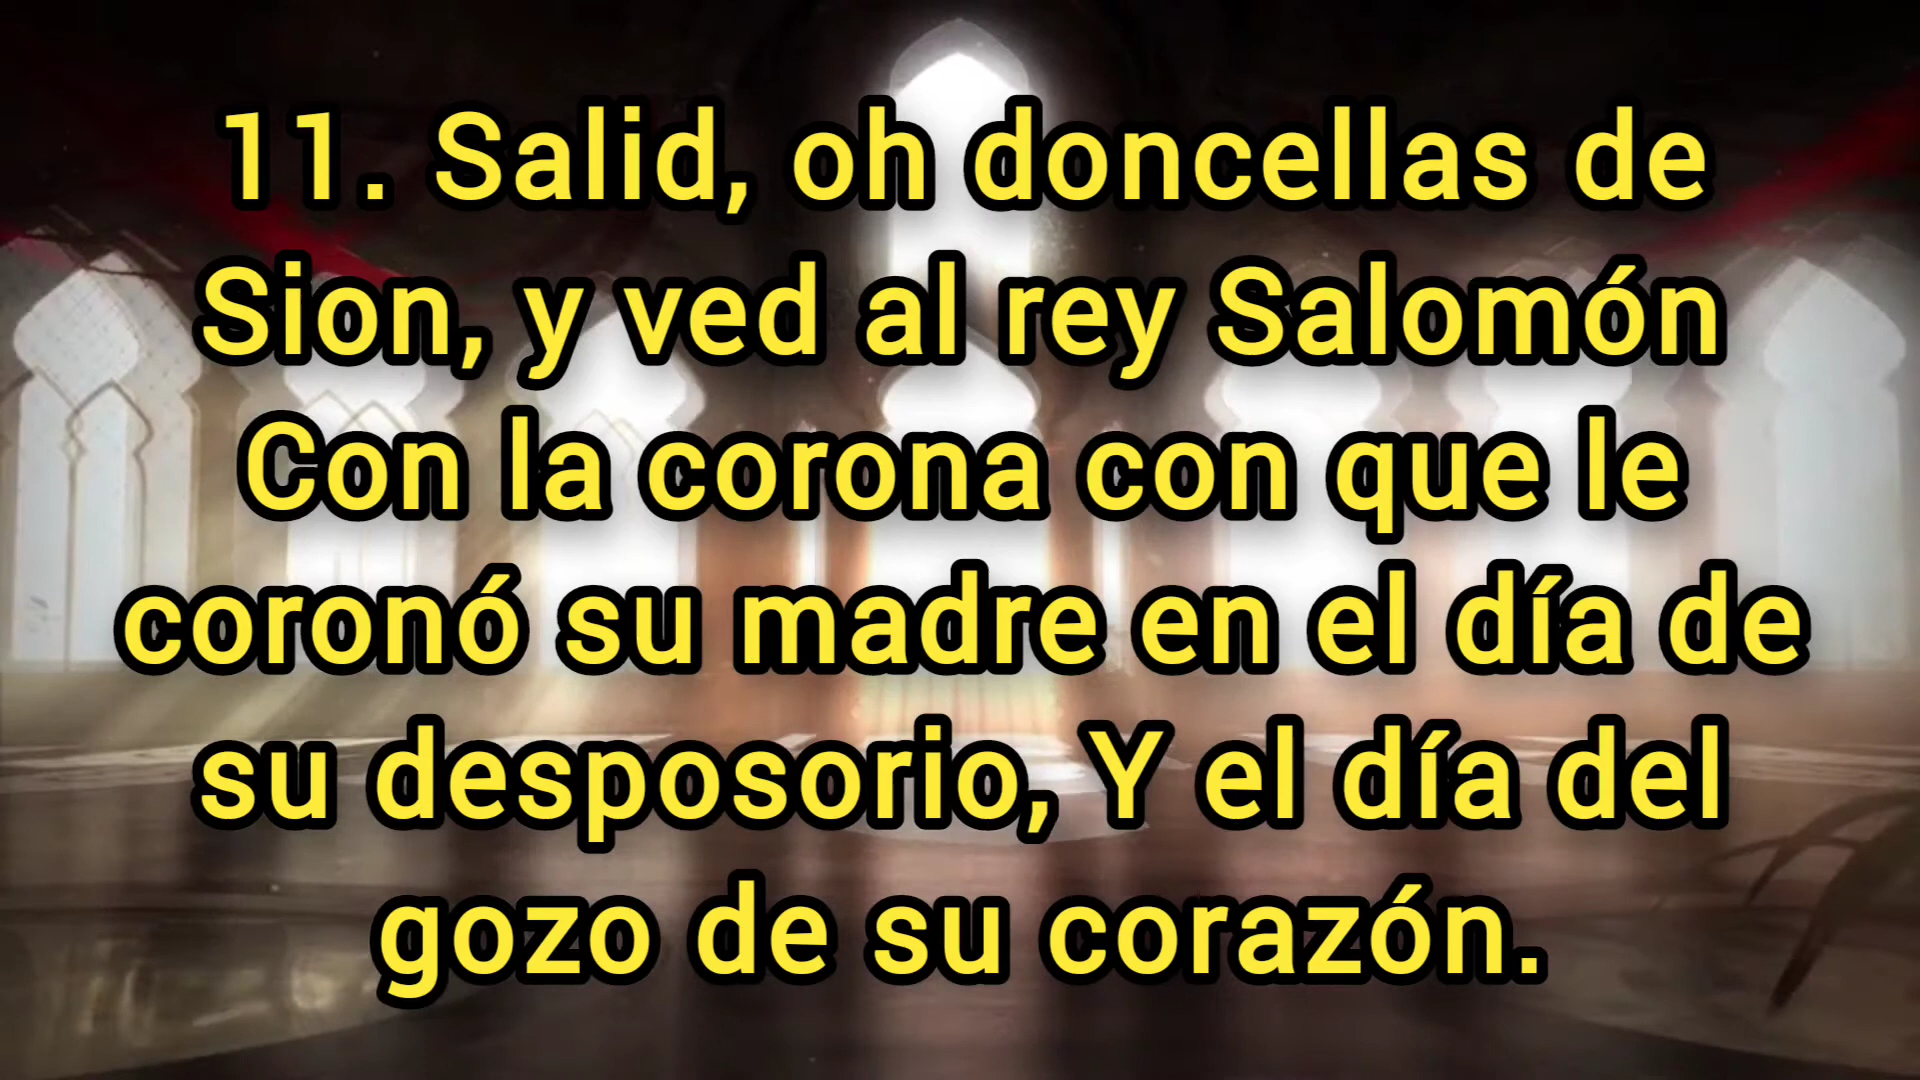 11. Salid, oh doncellas de
Sion, y ved al rey Salomón
Con la corona con que le
coronó su madre en el día de
su desposorio, Y el día del
gozo de su corazón.